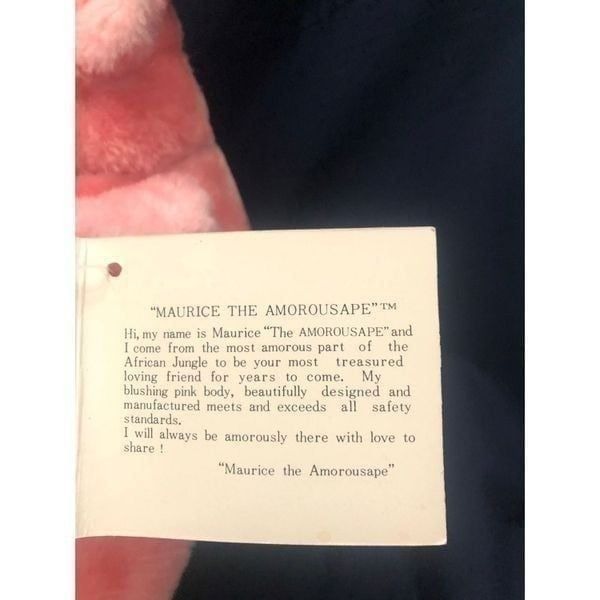 "MAURICE THE AMOROUSAPE"™
Hi, my name is Maurice "The AMOROUSAPE" and
I come from the most amorous part of the
African Jungle to be your most treasured
loving friend for years to come. My
blushing pink body, beautifully designed and
manufactured meets and exceeds all safety
standards.
I will always be amorously there with love to
share !
"Maurice the Amorousape"